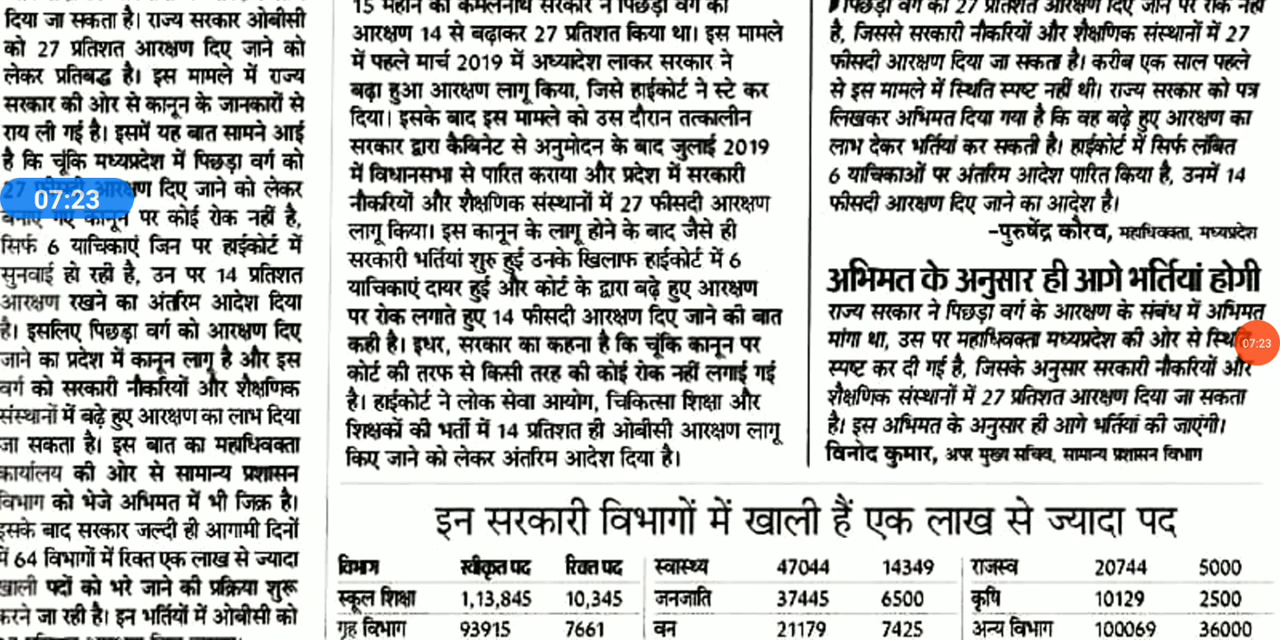 दिया जा सकता है। राज्य सरकार ओबीसी
को 27 प्रतिशत आरक्षण दिए जाने को
लेकर प्रतिबद्ध है। इस मामले में राज्य
सरकार की ओर से कानून के जानकारों से
राय ली गई है। इसमें यह बात सामने आई
है कि चूंकि मध्यप्रदेश में पिछड़ा वर्ग को
27 आरक्षण दिए जाने को लेकर
07:23
पर कोई रोक नहीं है,
सिर्फ 6 याचिकाएं जिन पर हाईकोर्ट में
सुनवाई हो रही है, उन पर 14 प्रतिशत
आरक्षण रखने का अंतरिम आदेश दिया
है। इसलिए पिछड़ा वर्ग को आरक्षण दिए
जाने का प्रदेश में कानून लागू है और इस
वर्ग को सरकारी नौकरियों और शैक्षणिक
संस्थानों में बढ़े हुए आरक्षण का लाभ दिया
जा सकता है। इस बात का महाधिवक्ता
कार्यालय की ओर से सामान्य प्रशासन
विभाग को भेजे अभिमत में भी जिक्र है।
इसके बाद सरकार जल्दी ही आगामी दिनों
में 64 विभागों में रिक्त एक लाख से ज्यादा
खाली पदों को भरे जाने की प्रक्रिया शुरू
करने जा रही है। इन भर्तियों में ओबीसी को
15 महीने की कमलनाथ सरकार ने पिछड़ा वर्ग का
आरक्षण 14 से बढ़ाकर 27 प्रतिशत किया था। इस मामले
में पहले मार्च 2019 में अध्यादेश लाकर सरकार ने
बढ़ा हुआ आरक्षण लागू किया, जिसे हाईकोर्ट ने स्टे कर
दिया। इसके बाद इस मामले को उस दौरान तत्कालीन
सरकार द्वारा कैबिनेट से अनुमोदन के बाद जुलाई 2019
में विधानसभा से पारित कराया और प्रदेश में सरकारी
नौकरियों और शैक्षणिक संस्थानों में 27 फीसदी आरक्षण
लागू किया। इस कानून के लागू होने के बाद जैसे ही
सरकारी भर्तियां शुरु हुई उनके खिलाफ हाईकोर्ट में 6
याचिकाएं दायर हुई और कोर्ट के द्वारा बढ़े हुए आरक्षण
पर रोक लगाते हुए 14 फीसदी आरक्षण दिए जाने की बात
कही है। इधर, सरकार का कहना है कि चूंकि कानून पर
कोर्ट की तरफ से किसी तरह की कोई रोक नहीं लगाई गई
है। हाईकोर्ट ने लोक सेवा आयोग, चिकित्सा शिक्षा और
शिक्षकों की भर्ती में 14 प्रतिशत ही ओबीसी आरक्षण लागू
किए जाने को लेकर अंतरिम आदेश दिया है।
पिछड़ा वर्ग को 27 प्रतिशत आरक्षण दिए जाने पर रोक नहीं
है, जिससे सरकारी नौकरियों और शैक्षणिक संस्थानों में 27
फीसदी आरक्षण दिया जा सकता है। करीब एक साल पहले
से इस मामले में स्थिति स्पष्ट नहीं थी। राज्य सरकार को पत्र
लिखकर अभिमत दिया गया है कि वह बढ़े हुए आरक्षण का
लाभ देकर भर्तियां कर सकती है। हाईकोर्ट में सिर्फ लंबित
6 याचिकाओं पर अंतरिम आदेश पारित किया है, उनमें 14
फीसदी आरक्षण दिए जाने का आदेश है।
-पुरुषेंद्र कौरव, महाधिवक्ता, मध्यप्रदेश
अभिमत के अनुसार ही आगे भर्तियां होगी
राज्य सरकार ने पिछड़ा वर्ग के आरक्षण के संबंध में अभिमत
मांगा था, उस पर महाधिवक्ता मध्यप्रदेश की ओर से स्थिति
07:23
स्पष्ट कर दी गई है, जिसके अनुसार सरकारी नौकरियों और
शैक्षणिक संस्थानों में 27 प्रतिशत आरक्षण दिया जा सकता
है। इस अभिमत के अनुसार ही आगे भर्तियां की जाएंगी।
विनोद कुमार, अपर मुख्य सचिव, सामान्य प्रशासन विभाग
इन सरकारी विभागों में खाली हैं एक लाख से ज्यादा पद
विभाग स्वीकृत पद रिक्त पद स्वास्थ्य 47044 14349 राजस्व 20744 5000
स्कूल शिक्षा 1,13,845 10,345 जनजाति 37445 6500 कृषि 10129 2500
गृह विभाग 93915 7661 वन 21179 7425 अन्य विभाग 100069 36000